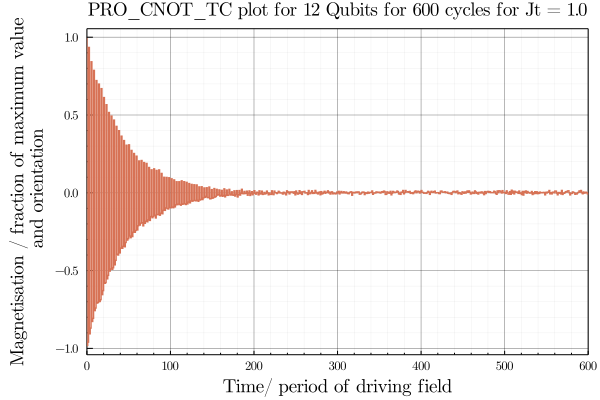 PRO_CNOT_TC plot for 12 Qubits for 600 cycles for Jt = 1.0
Magnetisation / fraction of maximum value
and orientation
1.0
0.5
0.0
−0.5
−1.0
0 100 200 300 400 500 600
Time/ period of driving field